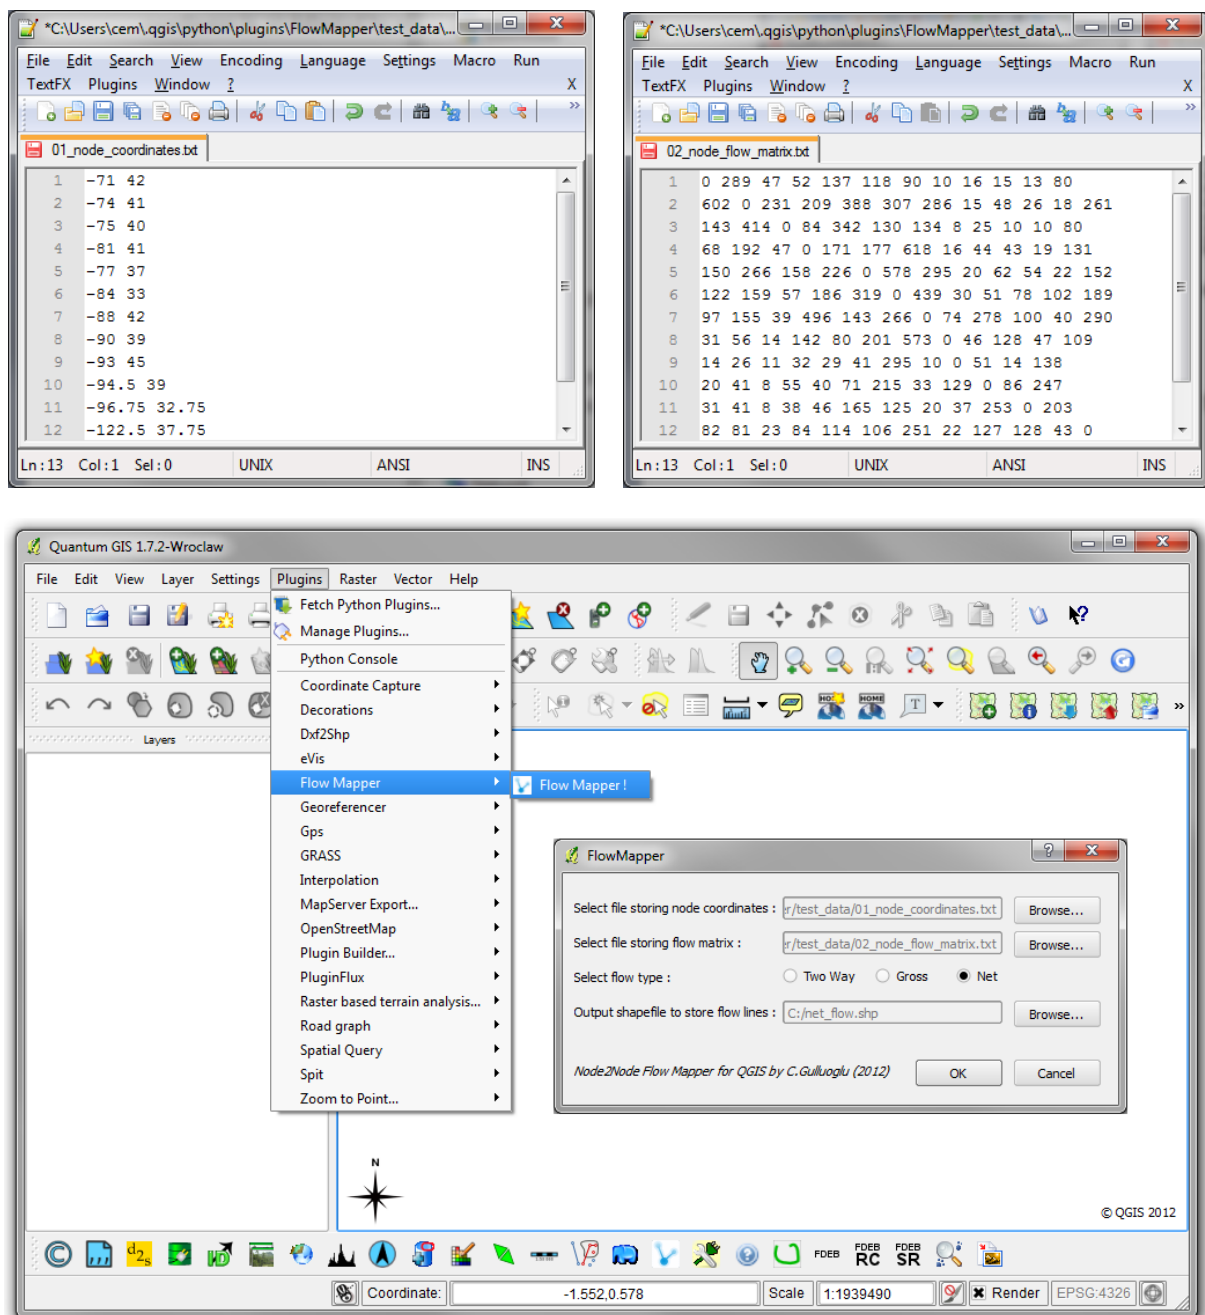 *C:\Users\cem\.qgis\python\plugins\FlowMapper\test_data\...
File Edit Search View Encoding Language Settings Macro Run
TextFX Plugins Window ? X
01_node_coordinates.txt
1 -71 42
2 -74 41
3 -75 40
4 -81 41
5 -77 37
6 -84 33
7 -88 42
8 -90 39
9 -93 45
10 -94.5 39
11 -96.75 32.75
12 -122.5 37.75
Ln:13 Col:1 Sel:0 UNIX ANSI INS
*C:\Users\cem\.qgis\python\plugins\FlowMapper\test_data\...
File Edit Search View Encoding Language Settings Macro Run
TextFX Plugins Window ? X
02_node_flow_matrix.txt
1 0 289 47 52 137 118 90 10 16 15 13 80
2 602 0 231 209 388 307 286 15 48 26 18 261
3 143 414 0 84 342 130 134 8 25 10 10 80
4 68 192 47 0 171 177 618 16 44 43 19 131
5 150 266 158 226 0 578 295 20 62 54 22 152
6 122 159 57 186 319 0 439 30 51 78 102 189
7 97 155 39 496 143 266 0 74 278 100 40 290
8 31 56 14 142 80 201 573 0 46 128 47 109
9 14 26 11 32 29 41 295 10 0 51 14 138
10 20 41 8 55 40 71 215 33 129 0 86 247
11 31 41 8 38 46 165 125 20 37 253 0 203
12 82 81 23 84 114 106 251 22 127 128 43 0
Ln:13 Col:1 Sel:0 UNIX ANSI INS
Quantum GIS 1.7.2-Wroclaw
File Edit View Layer Settings Plugins Raster Vector Help
Fetch Python Plugins...
Manage Plugins...
Python Console
Coordinate Capture
Decorations
Dxf2Shp
eVis
Flow Mapper
Georeferencer
Gps
GRASS
Interpolation
MapServer Export...
OpenStreetMap
Plugin Builder...
PluginFlux
Raster based terrain analysis...
Road graph
Spatial Query
Spit
Zoom to Point...
Layers
Flow Mapper !
FlowMapper
Select file storing node coordinates : er/test_data/01_node_coordinates.txt Browse...
Select file storing flow matrix : er/test_data/02_node_flow_matrix.txt Browse...
Select flow type : Two Way Gross Net
Output shapefile to store flow lines : C:/net_flow.shp Browse...
Node2Node Flow Mapper for QGIS by C.Gulluoglu (2012) OK Cancel
N
© QGIS 2012
d2s FDEB FDEB RC FDEB SR
Coordinate: -1.552,0.578 Scale 1:1939490 Render EPSG:4326